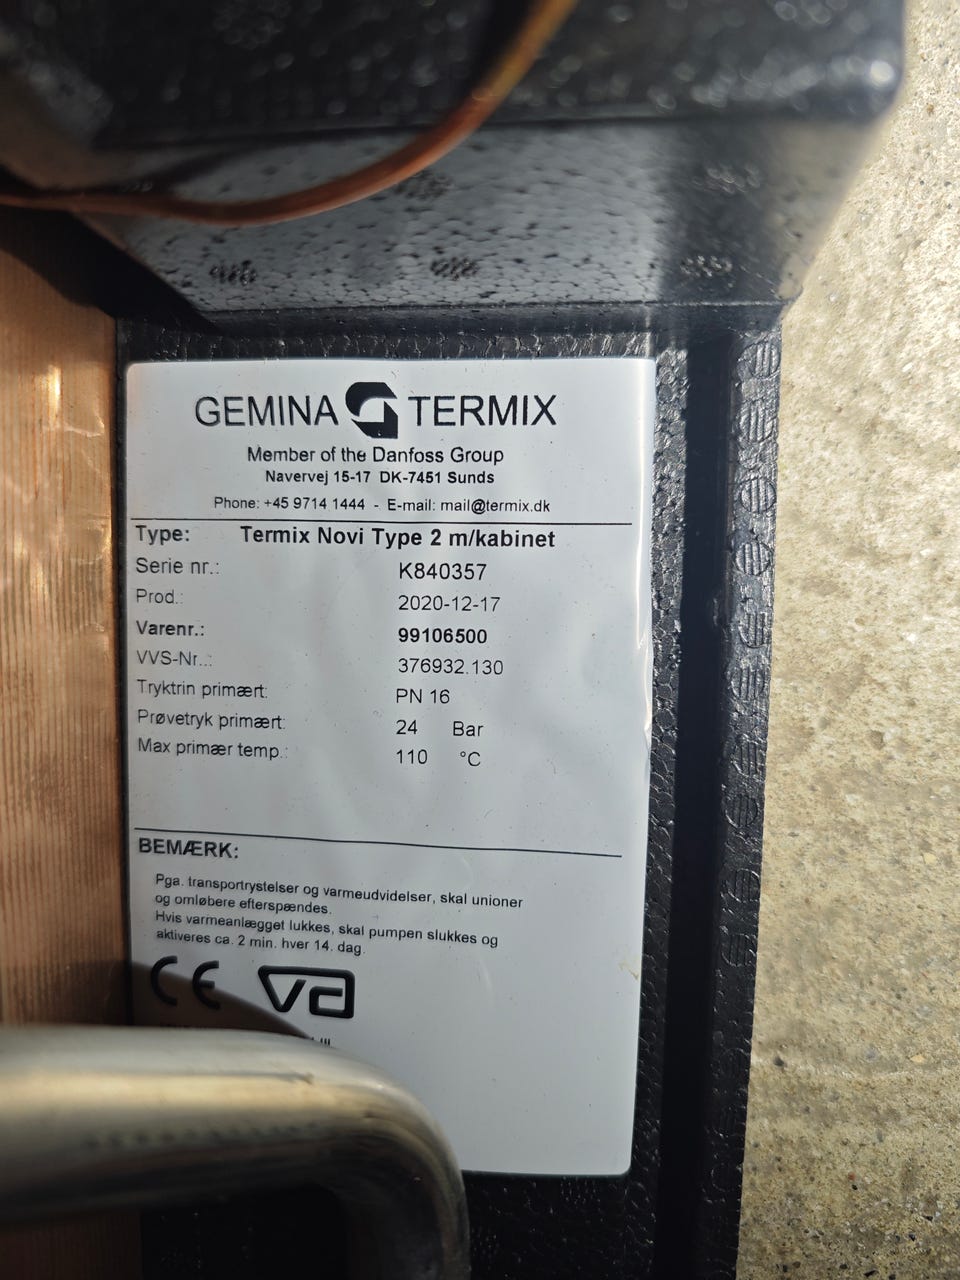 GEMINA TERMIX
Member of the Danfoss Group
Navervej 15-17 DK-7451 Sunds
Phone: +45 9714 1444 - E-mail: mail@termix.dk
Type: Termix Novi Type 2 m/kabinet
Serie nr.: K840357
Prod.: 2020-12-17
Varenr.: 99106500
VVS-Nr..: 376932.130
Tryktrin primært: PN 16
Prøvetryk primært: 24 Bar
Max primær temp.: 110 °C
BEMÆRK:
Pga. transportrystelser og varmeudvidelser, skal unioner
og omløbere efterspændes.
Hvis varmeanlægget lukkes, skal pumpen slukkes og
aktiveres ca. 2 min. hver 14. dag
CE va